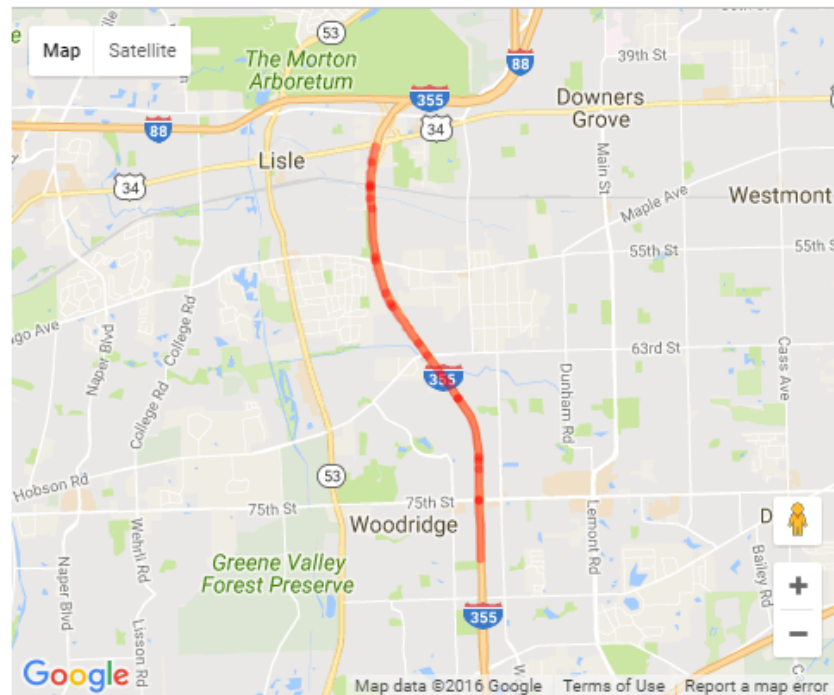 53
Map Satellite
The Morton
Arboretum
39th St
88
355
Downers
Grove
88
34
Lisle
Main St
34
Westmont
Maple Ave
55th St
55th St
Naper Blvd
College Rd
63rd St
Cass Ave
355
Dunham Rd
College Rd
53
Hobson Rd
75th St
75th St
Woodridge
Wehrli Rd
Lemont Rd
Greene Valley
Forest Preserve
Bailey Rd
Naper Blvd
Lisson Rd
355
+
−
Google
Map data ©2016 Google Terms of Use Report a map error